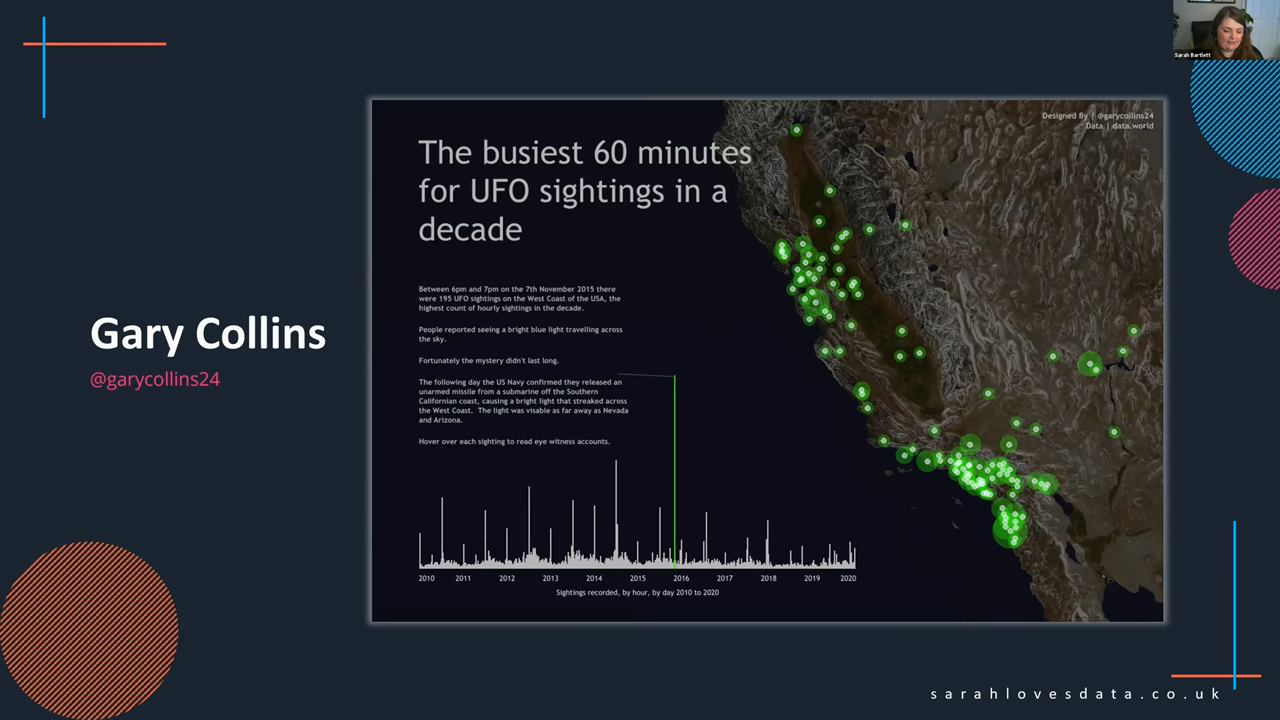 Sarah Bartlett
Gary Collins
@garycollins24
The busiest 60 minutes
for UFO sightings in a
decade
Designed By | @garycollins24
Data | data.world
Between 6pm and 7pm on the 7th November 2015 there
were 195 UFO sightings on the West Coast of the USA, the
highest count of hourly sightings in the decade.
People reported seeing a bright blue light travelling across
the sky.
Fortunately the mystery didn't last long.
The following day the US Navy confirmed they released an
unarmed missile from a submarine off the Southern
Californian coast, causing a bright light that streaked across
the West Coast. The light was visable as far away as Nevada
and Arizona.
Hover over each sighting to read eye witness accounts.
2010 2011 2012 2013 2014 2015 2016 2017 2018 2019 2020
Sightings recorded, by hour, by day 2010 to 2020
sarahlovesdata.co.uk